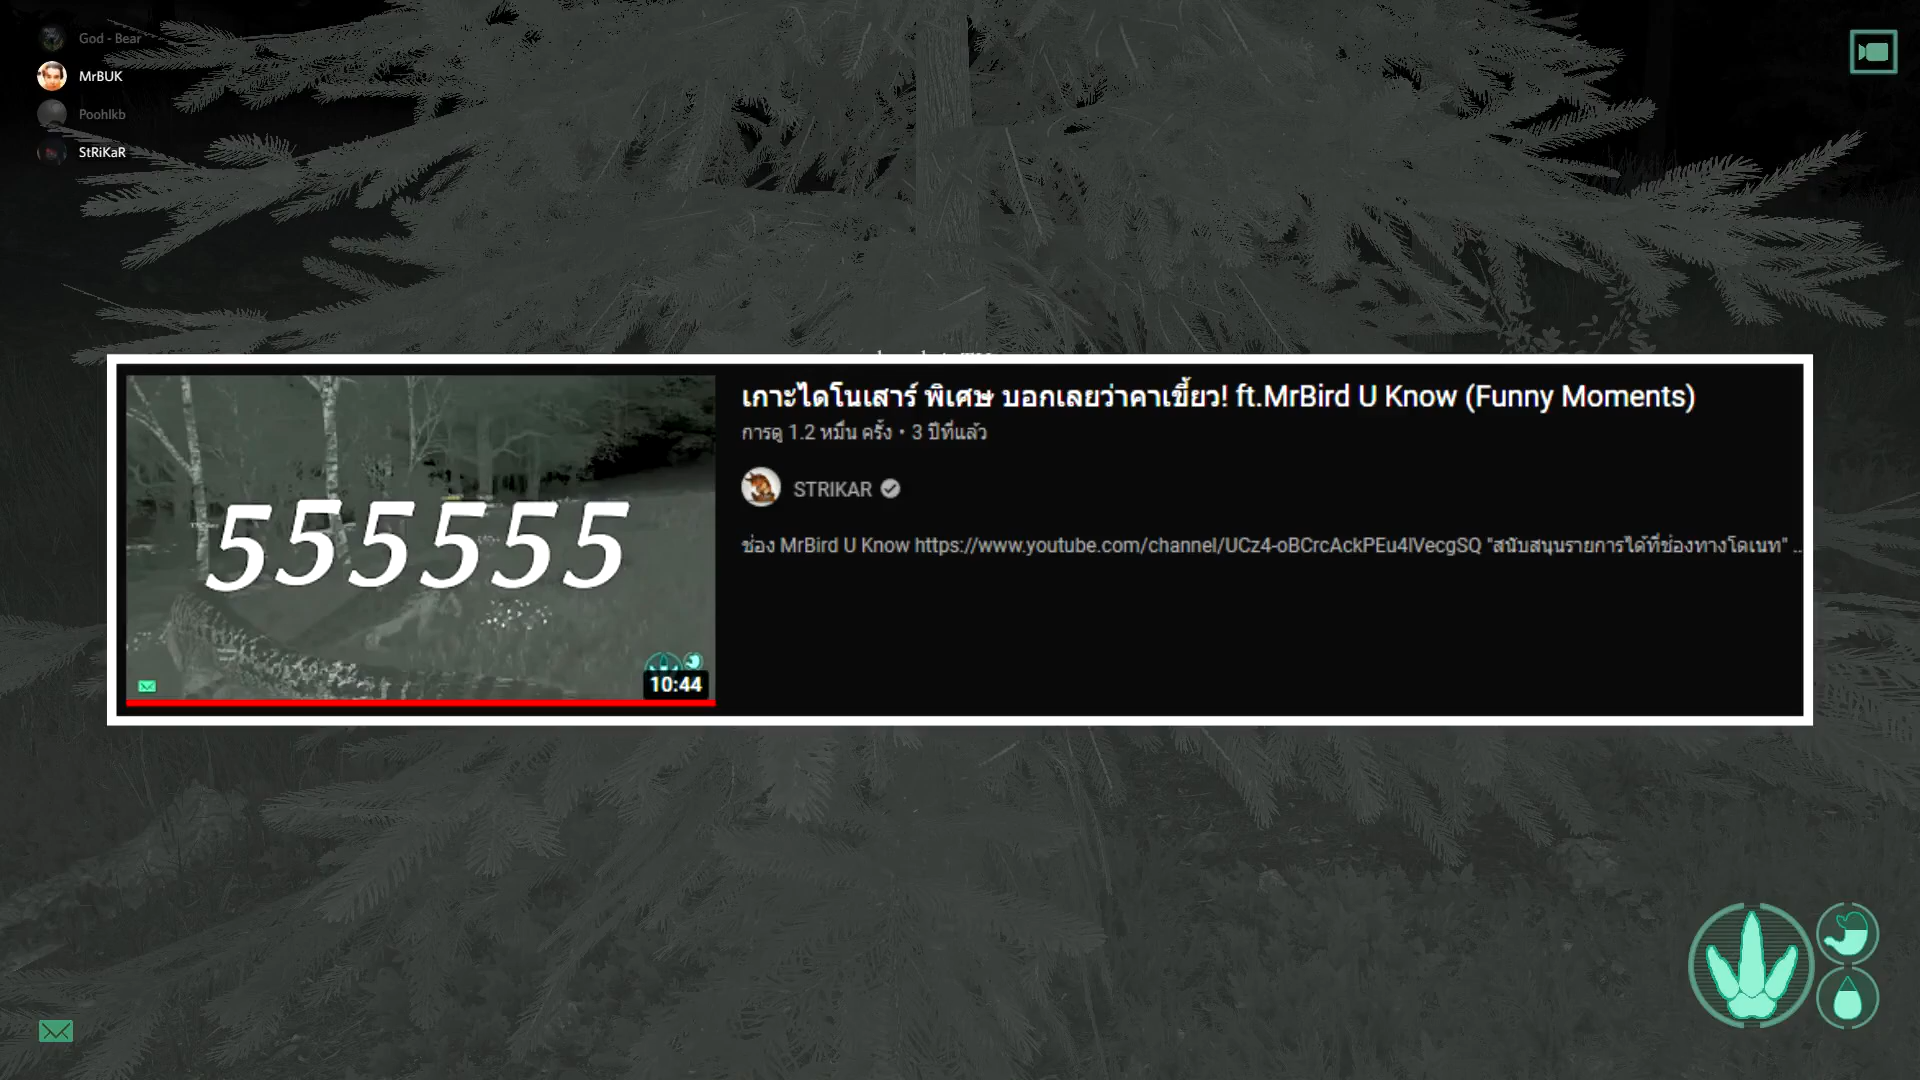 God - Bear
MrBUK
Poohlkb
StRiKaR
555555
10:44
เกาะไดโนเสาร์ พิเศษ บอกเลยว่าคาเขี้ยว! ft.MrBird U Know (Funny Moments)
การดู 1.2 หมื่น ครั้ง • 3 ปีที่แล้ว
STRIKAR
ช่อง MrBird U Know https://www.youtube.com/channel/UCz4-oBCrcAckPEu4lVecgSQ "สนับสนุนรายการได้ที่ช่องทางโดเนท" ...